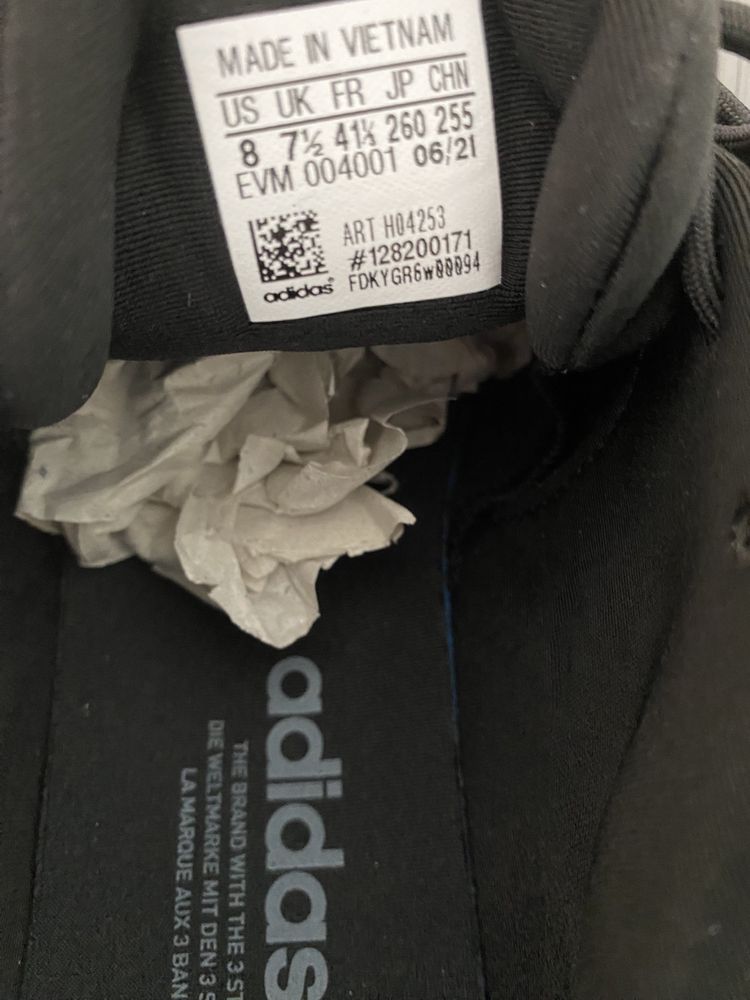 MADE IN VIETNAM
US UK FR JP CHN
8 7½ 41⅓ 260 255
EVM 004001 06/21
ART H04253
#128200171
FDKYGR6w00094
adidas
adidas
THE BRAND WITH THE 3 ST
DIE WELTMARKE MIT DEN 3 S
LA MARQUE AUX 3 BAN